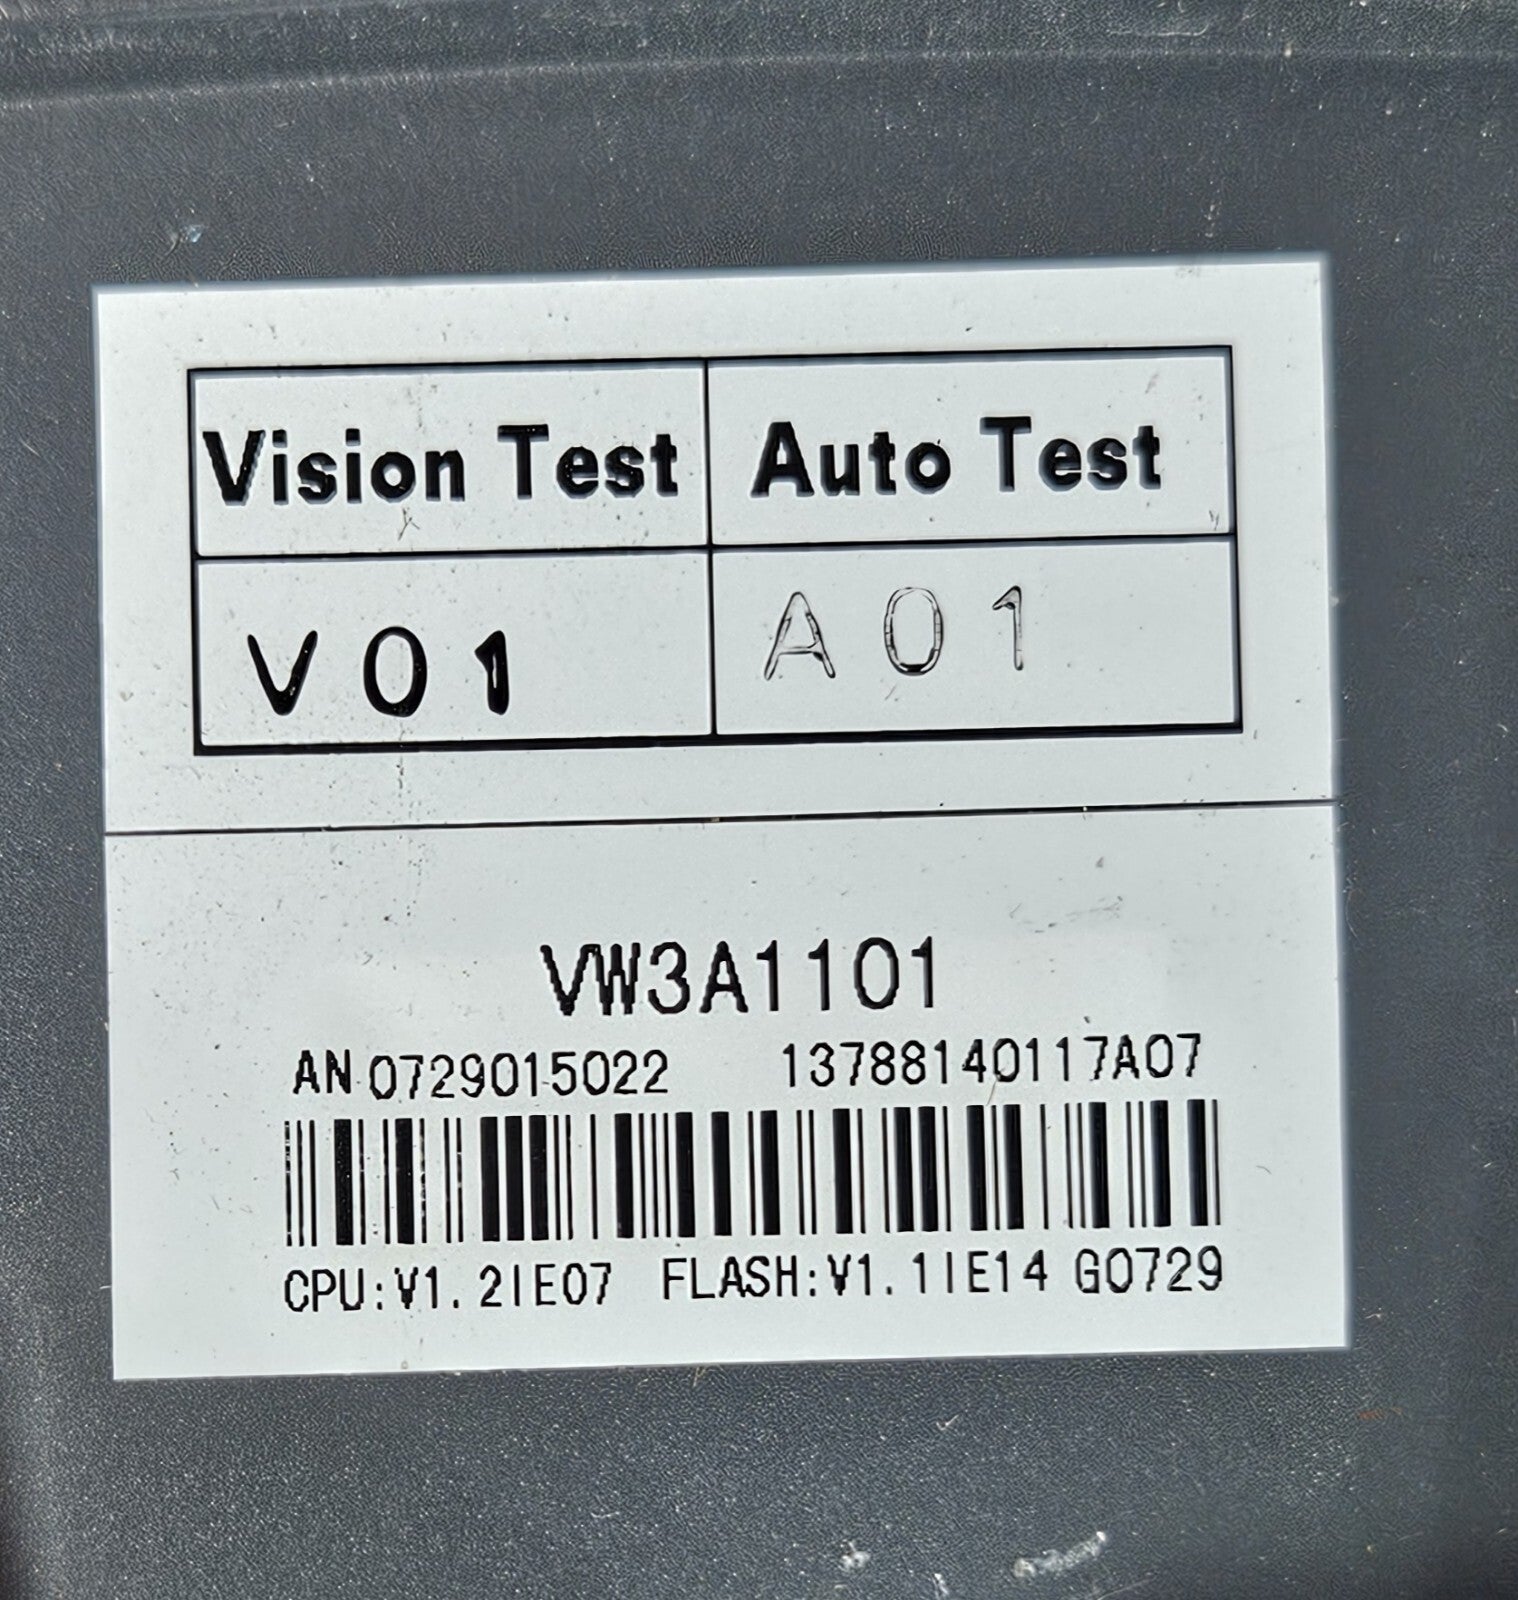 Vision Test Auto Test
V01 A01
VW3A1101
AN 0729015022 13788140117A07
CPU:V1.2IE07 FLASH:V1.1IE14 G0729